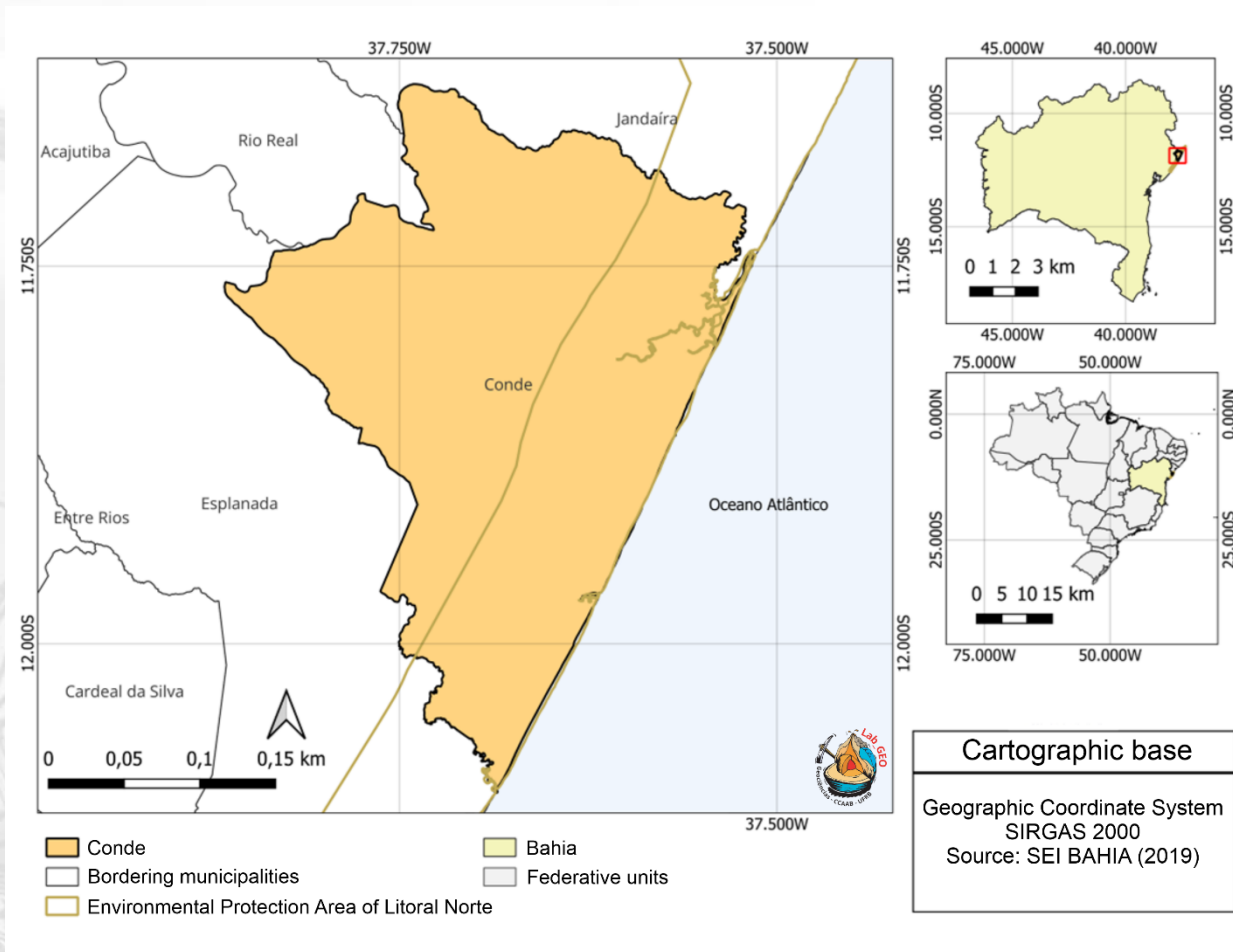 37.750W
37.500W
Jandaíra
Rio Real
Acajutiba
11.750S
11.750S
Conde
Esplanada
Oceano Atlântico
Entre Rios
12.000S
12.000S
Cardeal da Silva
0 0,05 0,1 0,15 km
37.500W
Lab GEO
Geociências - CCAAB - UFRB
45.000W 40.000W
10.000S
10.000S
15.000S
15.000S
0 1 2 3 km
45.000W 40.000W
75.000W 50.000W
0.000N
0.000N
25.000S
25.000S
0 5 10 15 km
75.000W 50.000W
Cartographic base
Geographic Coordinate System
SIRGAS 2000
Source: SEI BAHIA (2019)
Conde
Bordering municipalities
Environmental Protection Area of Litoral Norte
Bahia
Federative units